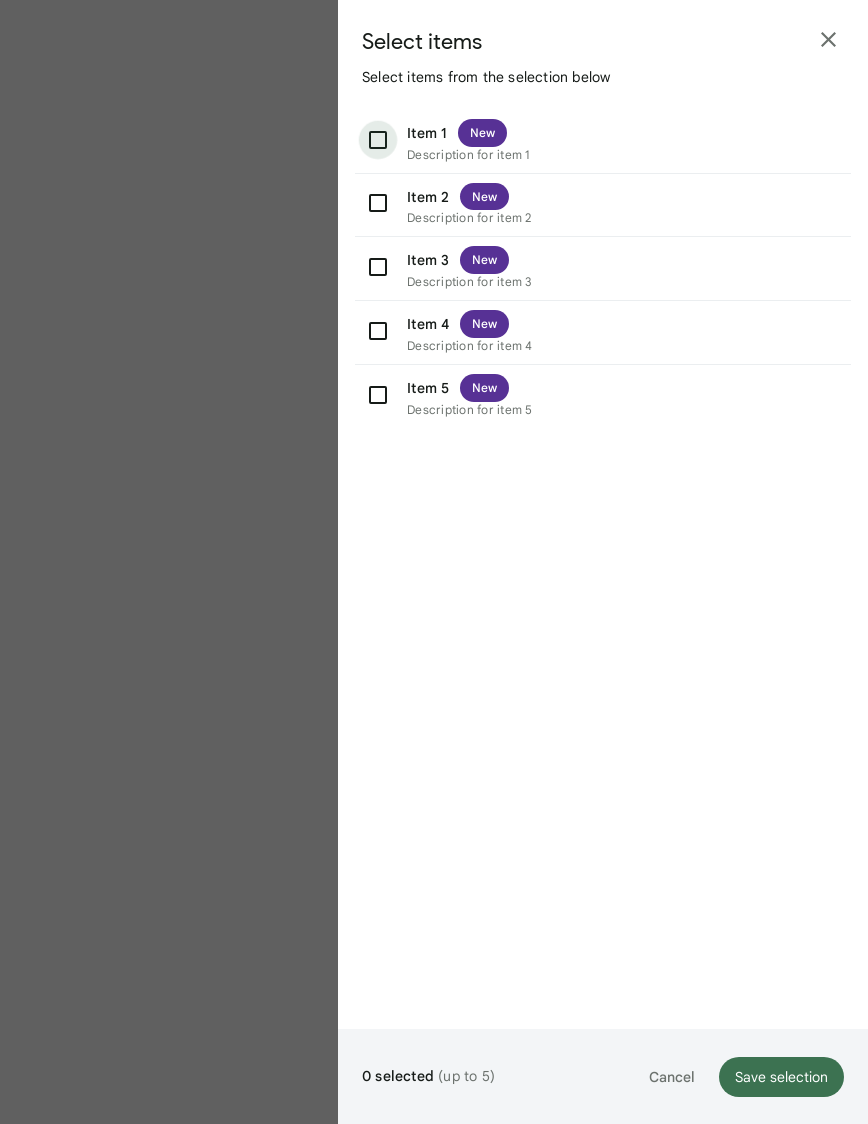 Select items
Select items from the selection below
Item 1 New
Description for item 1
Item 2 New
Description for item 2
Item 3 New
Description for item 3
Item 4 New
Description for item 4
Item 5 New
Description for item 5
0 selected (up to 5) Cancel Save selection